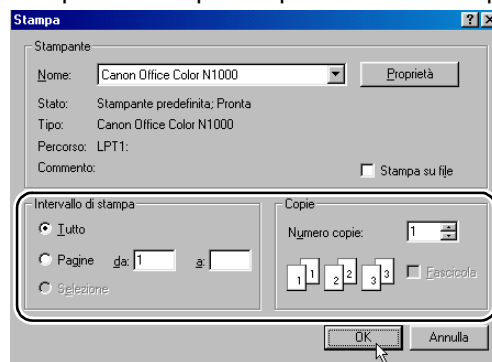 Stampa
Stampante
Nome: Canon Office Color N1000 Proprietà
Stato: Stampante predefinita; Pronta
Tipo: Canon Office Color N1000
Percorso: LPT1:
Commento: Stampa su file
Intervallo di stampa Copie
Tutto Numero copie: 1
Pagine da: 1 a:
1 1 2 2 3 3 Fascicola
Selezione
OK Annulla